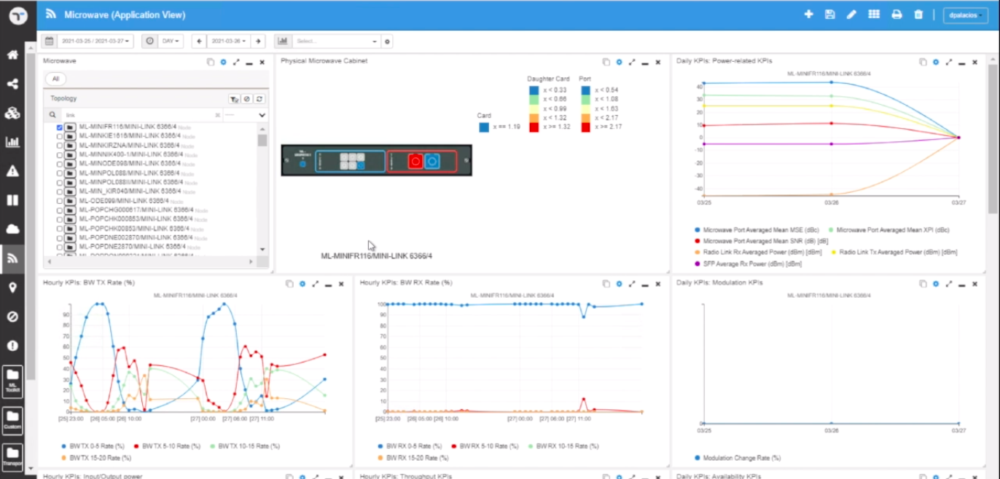 Microwave (Application View)
dpalacios
2021-03-25 / 2021-03-27
DAY
2021-03-26
Select...
Microwave
All
Topology
link
ML-MINIFR116/MINI-LINK 6366/4 Node
ML-MINKIE1615/MINI-LINK 6366/4 Node
ML-MINKIRZNA/MINI-LINK 6366/4 Node
ML-MINNIK400-1/MINI-LINK 6366/4 Node
ML-MINODE098/MINI-LINK 6366/4 Node
ML-MINPOL088/MINI-LINK 6366/4 Node
ML-MINPOL088II/MINI-LINK 6366/4 Node
ML-MIN_KIR040/MINI-LINK 6366/4 Node
ML-ODE099/MINI-LINK 6366/4 Node
ML-POPCHG000617/MINI-LINK 6366/4 Node
ML-POPCHK000853/MINI-LINK 6366/4 Node
ML-POPCHK000863/MINI-LINK 6366/4 Node
ML-POPDNE002870/MINI-LINK 6366/4 Node
ML-POPDNE2870/MINI-LINK 6366/4 Node
Physical Microwave Cabinet
Card
x == 1.19
Daughter Card
x < 0.33
x < 0.66
x < 0.99
x < 1.32
x >= 1.32
Port
x < 0.54
x < 1.08
x < 1.63
x < 2.17
x >= 2.17
ML-MINIFR116/MINI-LINK 6366/4
Daily KPIs: Power-related KPIs
ML-MINIFR116/MINI-LINK 6366/4
40
30
20
10
0
-10
-20
-30
-40
03/25 03/26 03/27
Microwave Port Averaged Mean MSE (dBc) Microwave Port Averaged Mean XPI (dBc)
Microwave Port Averaged Mean SNR (dB) [dB]
Radio Link Rx Averaged Power (dBm) [dBm] Radio Link Tx Averaged Power (dBm) [dBm]
SFP Average Rx Power (dBm) [dBm]
Hourly KPIs: BW TX Rate (%)
ML-MINIFR116/MINI-LINK 6366/4
90
80
70
60
50
40
30
20
10
0
[25] 23:00 [26] 05:00 [26] 10:00 [27] 00:00 [27] 06:00 [27] 11:00
BW TX 0-5 Rate (%) BW TX 5-10 Rate (%) BW TX 10-15 Rate (%)
BW TX 15-20 Rate (%)
Hourly KPIs: BW RX Rate (%)
ML-MINIFR116/MINI-LINK 6366/4
100
90
80
70
60
50
40
30
20
10
0
[25] 23:00 [26] 05:00 [26] 10:00 [27] 00:00 [27] 06:00 [27] 11:00
BW RX 0-5 Rate (%) BW RX 5-10 Rate (%) BW RX 10-15 Rate (%)
BW RX 15-20 Rate (%)
Daily KPIs: Modulation KPIs
ML-MINIFR116/MINI-LINK 6366/4
0
03/25 03/26 03/27
Modulation Change Rate (%)
ML Toolkit
Custom
Transpor
Hourly KPIs: Input/Output power
Hourly KPIs: Throughput KPIs
Daily KPIs: Availability KPIs